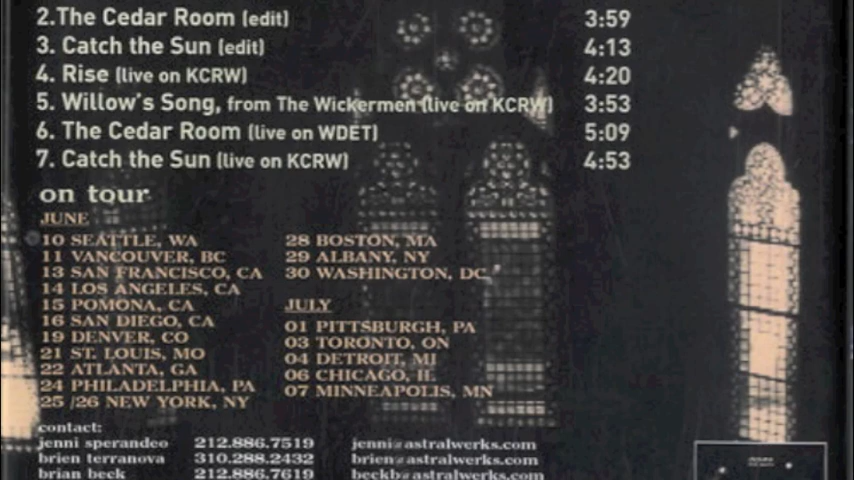 2.The Cedar Room (edit) 3:59
3. Catch the Sun (edit) 4:13
4. Rise (live on KCRW) 4:20
5. Willow's Song, from The Wickermen (live on KCRW) 3:53
6. The Cedar Room (live on WDET) 5:09
7. Catch the Sun (live on KCRW) 4:53
on tour
JUNE
10 SEATTLE, WA
11 VANCOUVER, BC
13 SAN FRANCISCO, CA
14 LOS ANGELES, CA
15 POMONA, CA
16 SAN DIEGO, CA
19 DENVER, CO
21 ST. LOUIS, MO
22 ATLANTA, GA
24 PHILADELPHIA, PA
25 /26 NEW YORK, NY
28 BOSTON, MA
29 ALBANY, NY
30 WASHINGTON, DC
JULY
01 PITTSBURGH, PA
03 TORONTO, ON
04 DETROIT, MI
06 CHICAGO, IL
07 MINNEAPOLIS, MN
contact:
jenni sperandeo 212.886.7519 jenni@astralwerks.com
brien terranova 310.288.2432 brien@astralwerks.com
brian beck 212.886.7619 beckb@astralwerks.com